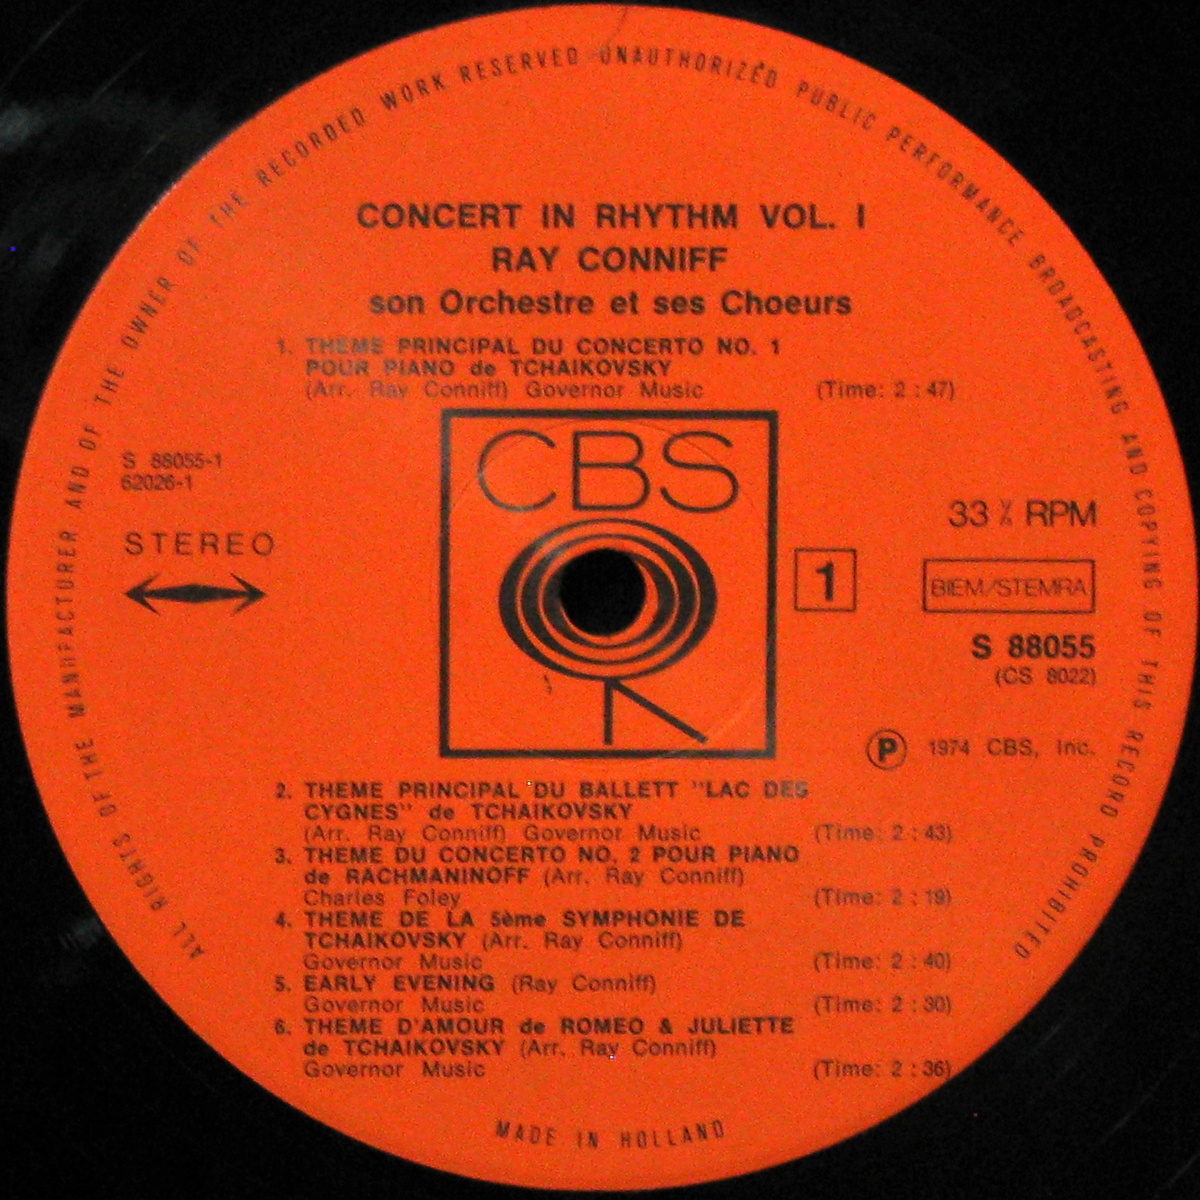 ALL RIGHTS OF THE MANUFACTURER AND OF THE OWNER OF THE RECORDED WORK RESERVED UNAUTHORIZED PUBLIC PERFORMANCE BROADCASTING AND COPYING OF THIS RECORD PROHIBITED
CONCERT IN RHYTHM VOL. I
RAY CONNIFF
son Orchestre et ses Choeurs
1. THEME PRINCIPAL DU CONCERTO NO. 1
POUR PIANO de TCHAIKOVSKY
(Arr. Ray Conniff) Governor Music (Time: 2 : 47)
CBS
S 88055-1
62026-1
STEREO
1
33 ⅓ RPM
BIEM/STEMRA
S 88055
(CS 8022)
Ⓟ 1974 CBS, Inc.
2. THEME PRINCIPAL DU BALLETT "LAC DES
CYGNES" de TCHAIKOVSKY
(Arr. Ray Conniff) Governor Music (Time: 2 : 43)
3. THEME DU CONCERTO NO. 2 POUR PIANO
de RACHMANINOFF (Arr. Ray Conniff)
Charles Foley (Time: 2 : 19)
4. THEME DE LA 5ème SYMPHONIE DE
TCHAIKOVSKY (Arr. Ray Conniff)
Governor Music (Time: 2 : 40)
5. EARLY EVENING (Ray Conniff)
Governor Music (Time: 2 : 30)
6. THEME D'AMOUR de ROMEO & JULIETTE
de TCHAIKOVSKY (Arr. Ray Conniff)
Governor Music (Time: 2 : 36)
MADE IN HOLLAND